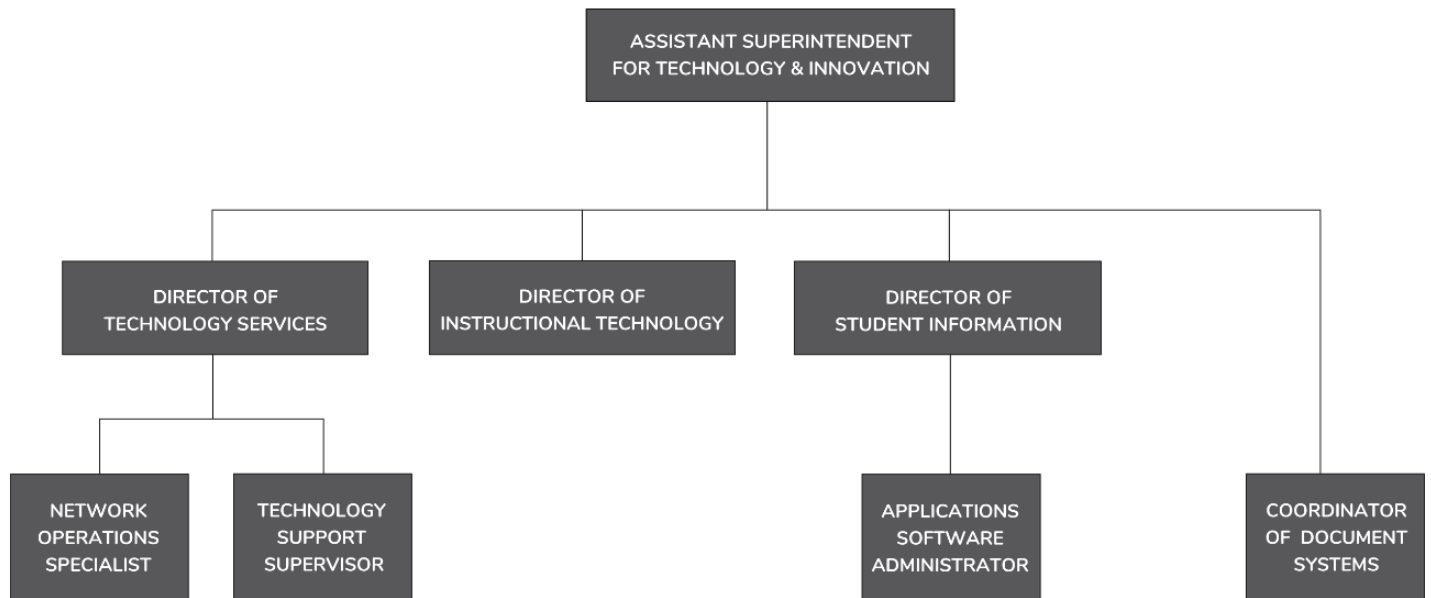 ASSISTANT SUPERINTENDENT
FOR TECHNOLOGY & INNOVATION
DIRECTOR OF
TECHNOLOGY SERVICES
DIRECTOR OF
INSTRUCTIONAL TECHNOLOGY
DIRECTOR OF
STUDENT INFORMATION
NETWORK
OPERATIONS
SPECIALIST
TECHNOLOGY
SUPPORT
SUPERVISOR
APPLICATIONS
SOFTWARE
ADMINISTRATOR
COORDINATOR
OF DOCUMENT
SYSTEMS